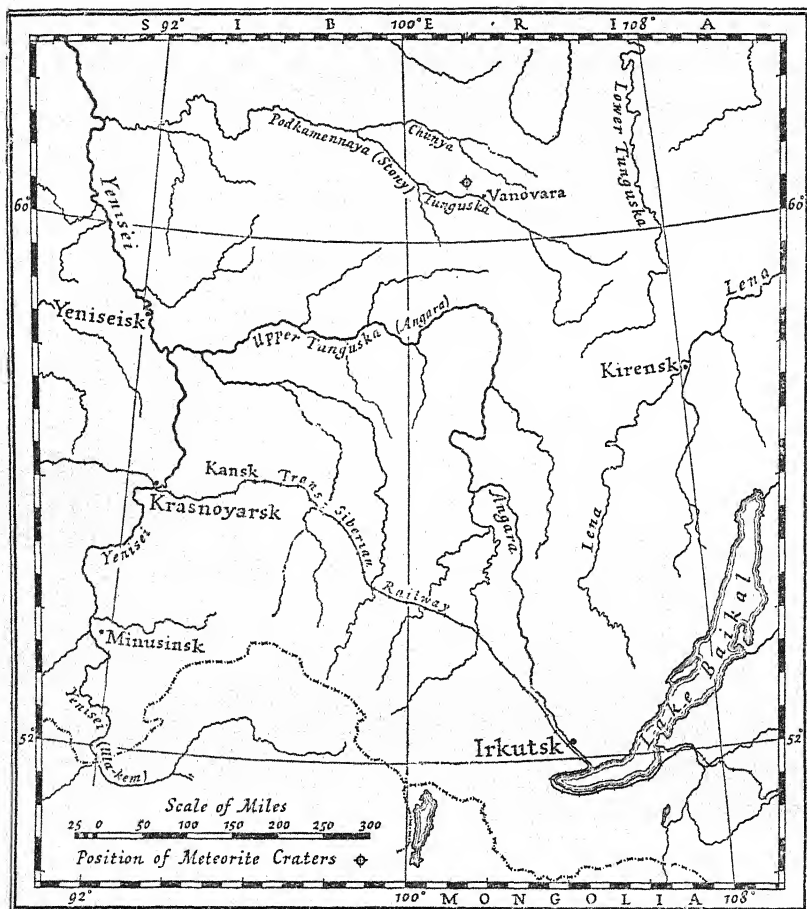 S 92° I B 100° E R I 108° A
Podkamennaya (Stony) Tunguska
Chunya
Lower Tunguska
Vanovara
60°
60°
Yenisei
Lena
Yeniseisk
Upper Tunguska (Angara)
Kirensk
Kansk
Trans Siberian Railway
Krasnoyarsk
Angara
Lena
Yenisei
Lake Baikal
Minusinsk
Yenisei (Ulu-kem)
52°
Irkutsk
52°
Scale of Miles
25 0 50 100 150 200 250 300
Position of Meteorite Craters
92° 100° M O N G O L I A 108°